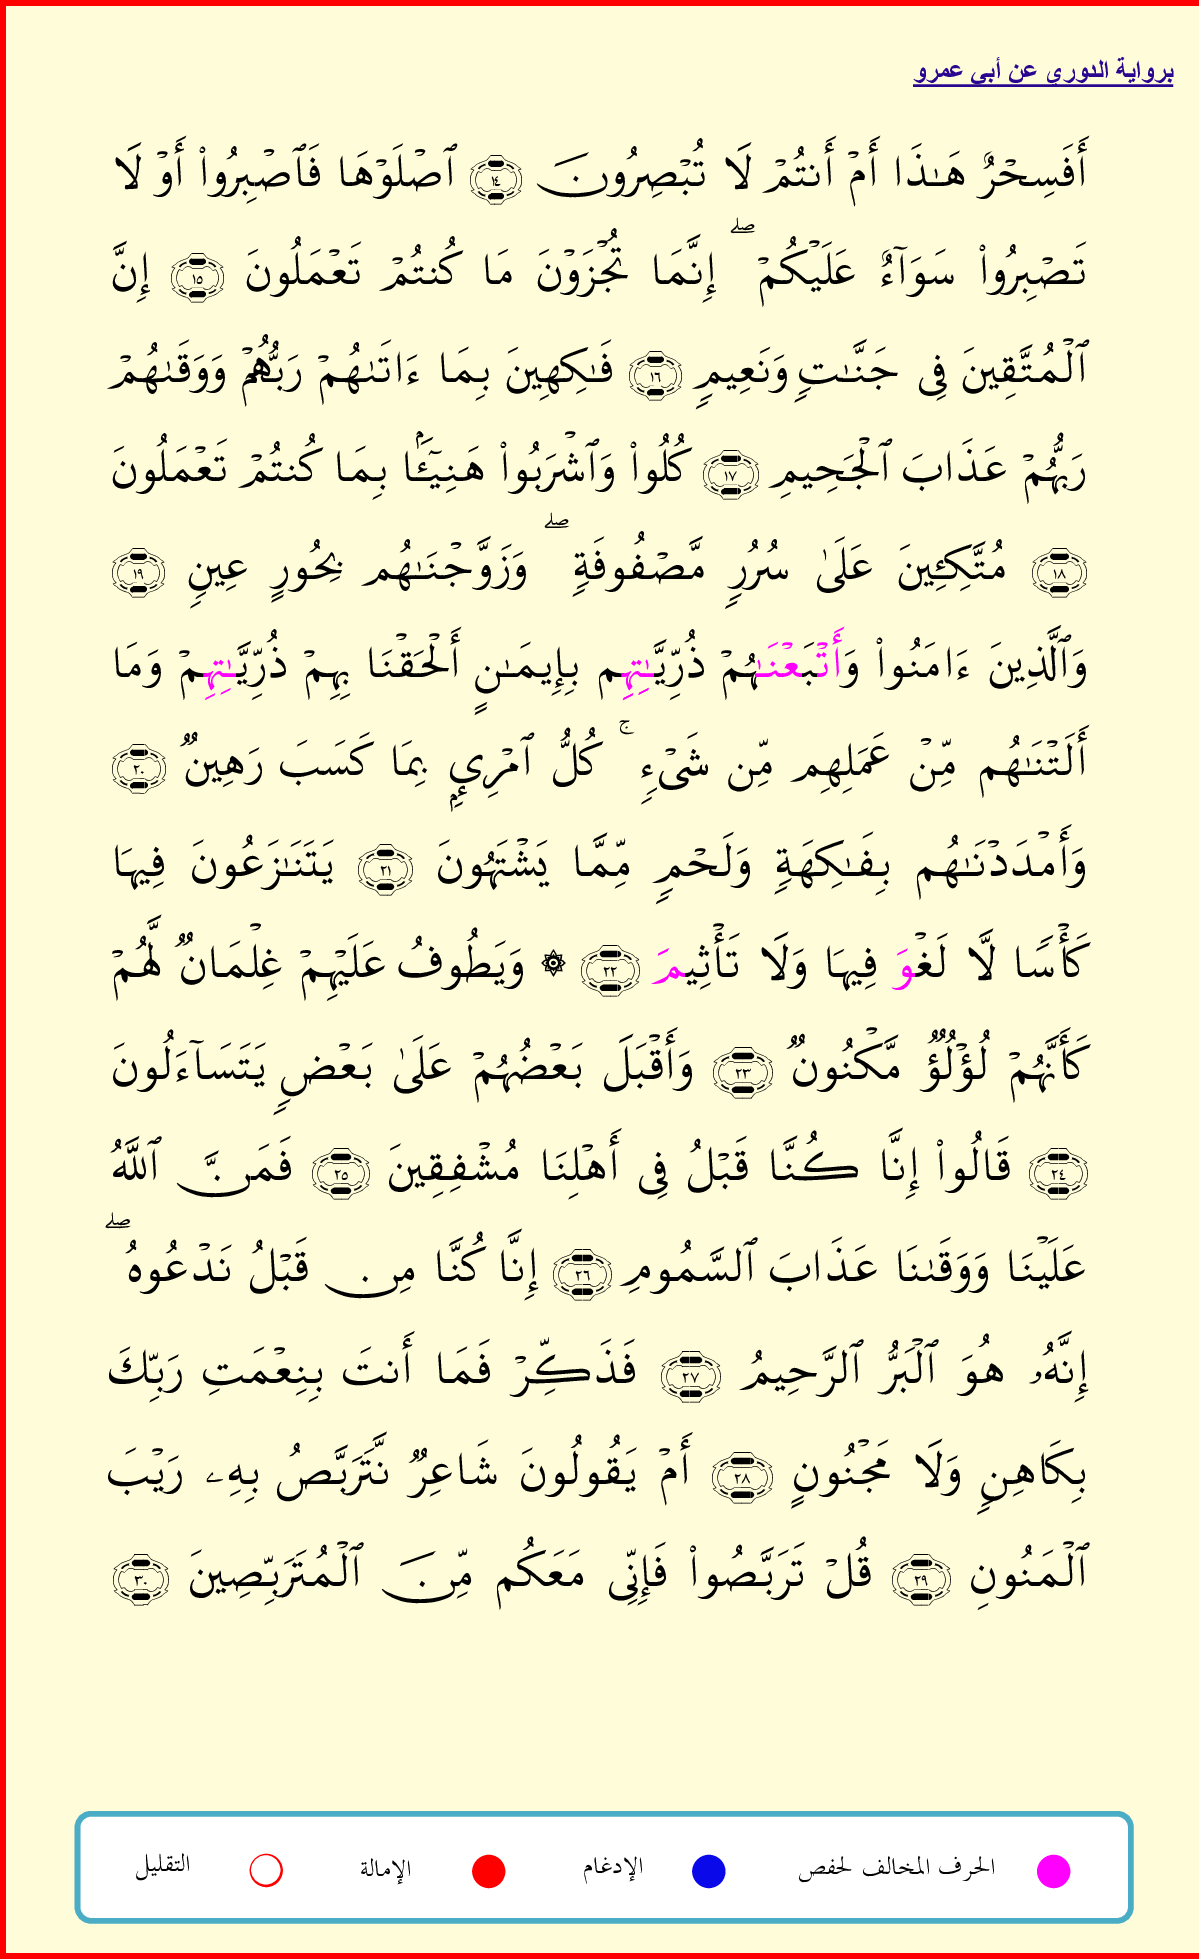 برواية الدوري عن أبي عمرو
أَفَسِحْرٌ هَـٰذَا أَمْ أَنتُمْ لَا تُبْصِرُونَ ١٤ ٱصْلَوْهَا فَٱصْبِرُوا۟ أَوْ لَا
تَصْبِرُوا۟ سَوَآءٌ عَلَيْكُمْ ۖ إِنَّمَا تُجْزَوْنَ مَا كُنتُمْ تَعْمَلُونَ ١٥ إِنَّ
ٱلْمُتَّقِينَ فِى جَنَّـٰتٍ وَنَعِيمٍ ١٦ فَـٰكِهِينَ بِمَا ءَاتَىٰهُمْ رَبُّهُمْ وَوَقَىٰهُمْ
رَبُّهُمْ عَذَابَ ٱلْجَحِيمِ ١٧ كُلُوا۟ وَٱشْرَبُوا۟ هَنِيٓـًٔۢا بِمَا كُنتُمْ تَعْمَلُونَ
١٨ مُتَّكِـِٔينَ عَلَىٰ سُرُرٍ مَّصْفُوفَةٍ ۖ وَزَوَّجْنَـٰهُم بِحُورٍ عِينٍ ١٩
وَٱلَّذِينَ ءَامَنُوا۟ وَأَتْبَعْنَـٰهُمْ ذُرِّيَّـٰتِهِم بِإِيمَـٰنٍ أَلْحَقْنَا بِهِمْ ذُرِّيَّـٰتِهِمْ وَمَا
أَلَتْنَـٰهُم مِّنْ عَمَلِهِم مِّن شَىْءٍ ۚ كُلُّ ٱمْرِئٍۭ بِمَا كَسَبَ رَهِينٌ ٢٠
وَأَمْدَدْنَـٰهُم بِفَـٰكِهَةٍ وَلَحْمٍ مِّمَّا يَشْتَهُونَ ٢١ يَتَنَـٰزَعُونَ فِيهَا
كَأْسًا لَّا لَغْوَ فِيهَا وَلَا تَأْثِيمَ ٢٢ ۞ وَيَطُوفُ عَلَيْهِمْ غِلْمَانٌ لَّهُمْ
كَأَنَّهُمْ لُؤْلُؤٌ مَّكْنُونٌ ٢٣ وَأَقْبَلَ بَعْضُهُمْ عَلَىٰ بَعْضٍ يَتَسَآءَلُونَ
٢٤ قَالُوا۟ إِنَّا كُنَّا قَبْلُ فِى أَهْلِنَا مُشْفِقِينَ ٢٥ فَمَنَّ ٱللَّهُ
عَلَيْنَا وَوَقَىٰنَا عَذَابَ ٱلسَّمُومِ ٢٦ إِنَّا كُنَّا مِن قَبْلُ نَدْعُوهُ ۖ
إِنَّهُۥ هُوَ ٱلْبَرُّ ٱلرَّحِيمُ ٢٧ فَذَكِّرْ فَمَا أَنتَ بِنِعْمَتِ رَبِّكَ
بِكَاهِنٍ وَلَا مَجْنُونٍ ٢٨ أَمْ يَقُولُونَ شَاعِرٌ نَّتَرَبَّصُ بِهِۦ رَيْبَ
ٱلْمَنُونِ ٢٩ قُلْ تَرَبَّصُوا۟ فَإِنِّى مَعَكُم مِّنَ ٱلْمُتَرَبِّصِينَ ٣٠
الحرف المخالف لحفص الإدغام الإمالة التقليل